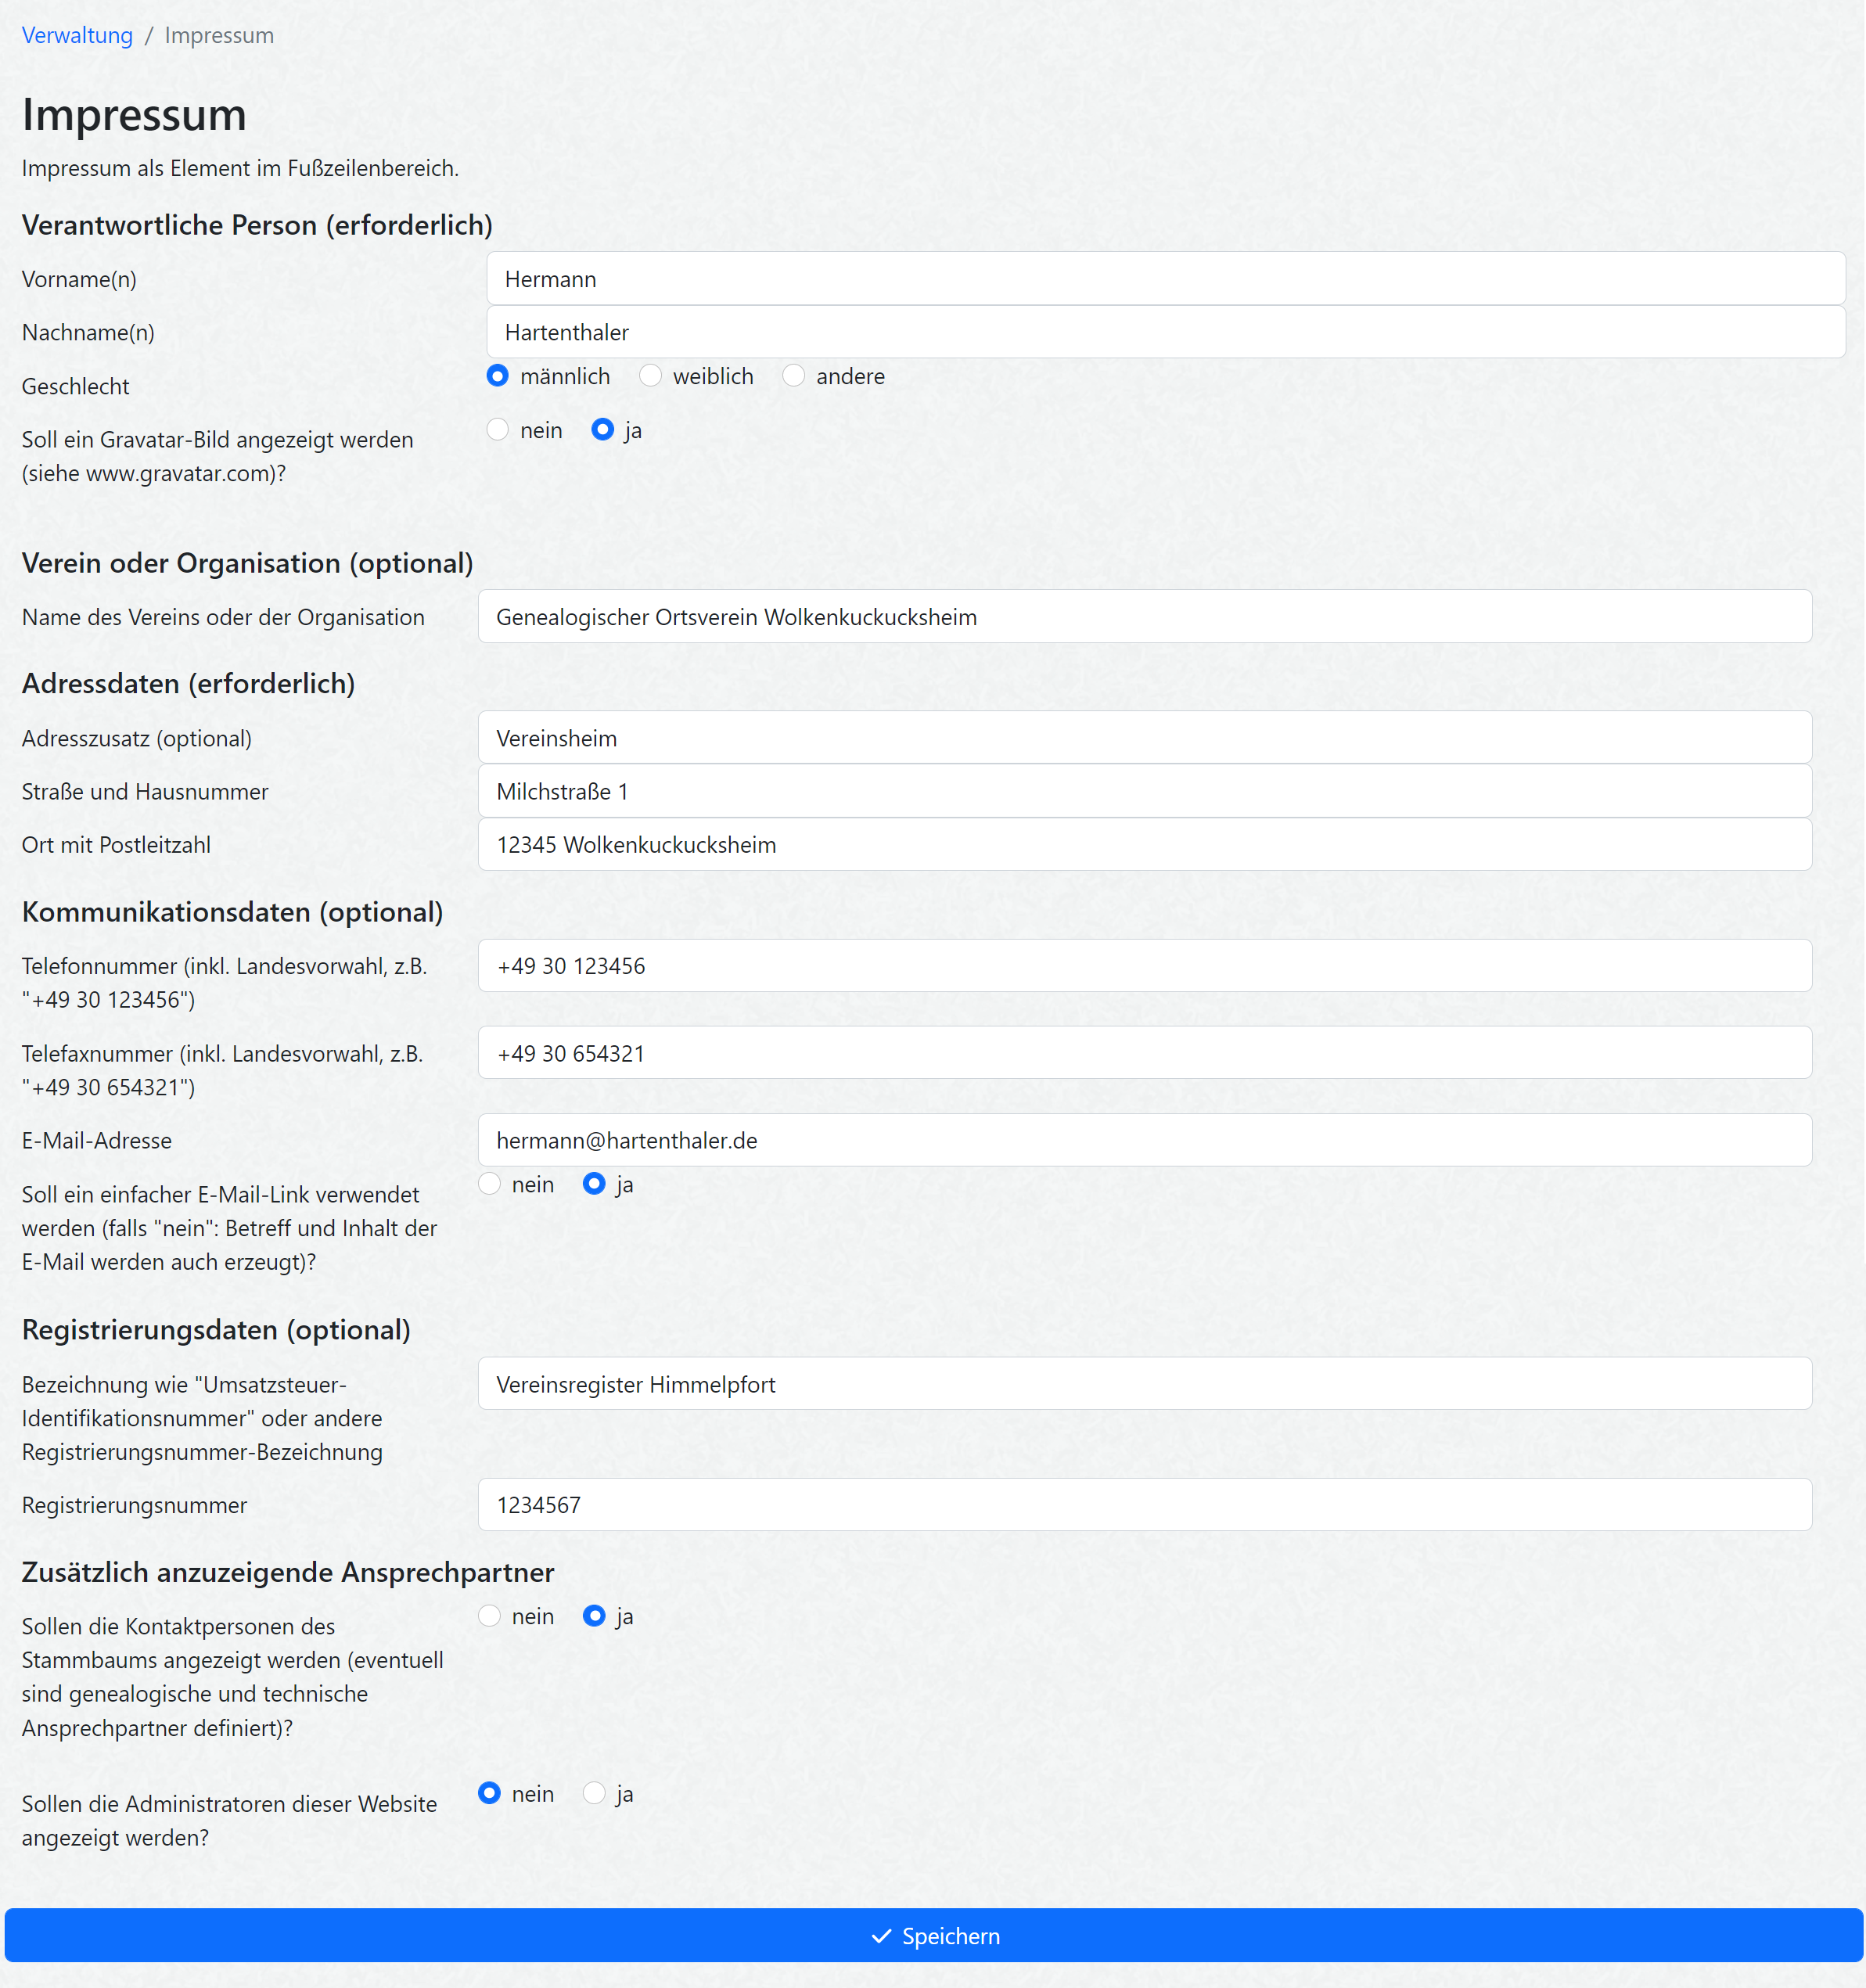 Verwaltung / Impressum
Impressum
Impressum als Element im Fußzeilenbereich.
Verantwortliche Person (erforderlich)
Vorname(n)
Hermann
Nachname(n)
Hartenthaler
Geschlecht
männlich weiblich andere
Soll ein Gravatar-Bild angezeigt werden
(siehe www.gravatar.com)?
nein ja
Verein oder Organisation (optional)
Name des Vereins oder der Organisation
Genealogischer Ortsverein Wolkenkuckucksheim
Adressdaten (erforderlich)
Adresszusatz (optional)
Vereinsheim
Straße und Hausnummer
Milchstraße 1
Ort mit Postleitzahl
12345 Wolkenkuckucksheim
Kommunikationsdaten (optional)
Telefonnummer (inkl. Landesvorwahl, z.B.
"+49 30 123456")
+49 30 123456
Telefaxnummer (inkl. Landesvorwahl, z.B.
"+49 30 654321")
+49 30 654321
E-Mail-Adresse
hermann@hartenthaler.de
Soll ein einfacher E-Mail-Link verwendet
werden (falls "nein": Betreff und Inhalt der
E-Mail werden auch erzeugt)?
nein ja
Registrierungsdaten (optional)
Bezeichnung wie "Umsatzsteuer-
Identifikationsnummer" oder andere
Registrierungsnummer-Bezeichnung
Vereinsregister Himmelpfort
Registrierungsnummer
1234567
Zusätzlich anzuzeigende Ansprechpartner
Sollen die Kontaktpersonen des
Stammbaums angezeigt werden (eventuell
sind genealogische und technische
Ansprechpartner definiert)?
nein ja
Sollen die Administratoren dieser Website
angezeigt werden?
nein ja
Speichern